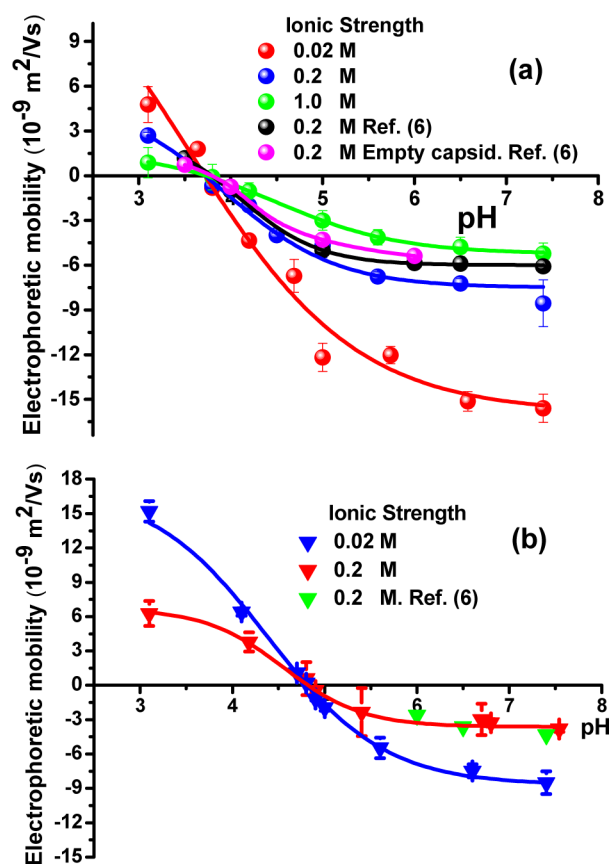 Electrophoretic mobility (10⁻⁹ m²/Vs)
9
6
3
0
-3
-6
-9
-12
-15
3 4 5 6 7 8
pH
(a)
Ionic Strength
0.02 M
0.2 M
1.0 M
0.2 M Ref. (6)
0.2 M Empty capsid. Ref. (6)
Electrophoretic mobility (10⁻⁹ m²/Vs)
18
15
12
9
6
3
0
-3
-6
-9
-12
-15
3 4 5 6 7 8
pH
(b)
Ionic Strength
0.02 M
0.2 M
0.2 M. Ref. (6)